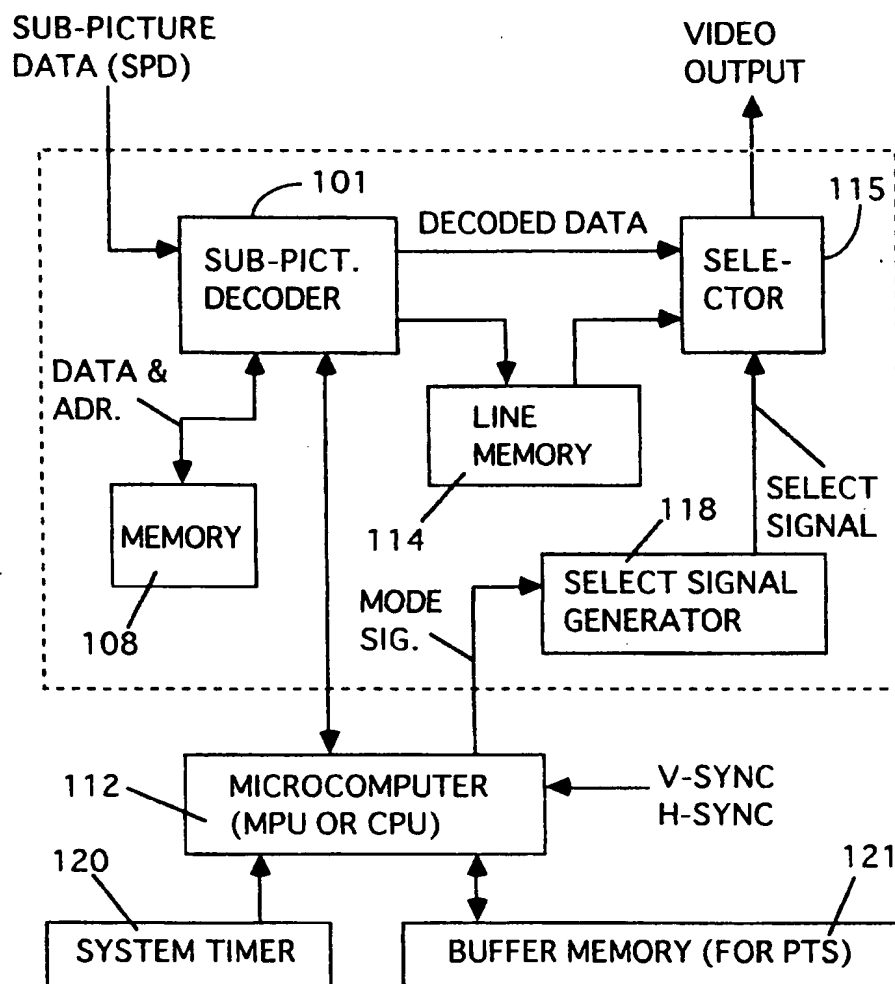 SUB-PICTURE
DATA (SPD)
VIDEO
OUTPUT
101
115
DECODED DATA
SUB-PICT.
DECODER
SELE-
CTOR
DATA &
ADR.
LINE
MEMORY
SELECT
SIGNAL
MEMORY
114
118
MODE
SIG.
SELECT SIGNAL
GENERATOR
108
112
MICROCOMPUTER
(MPU OR CPU)
V-SYNC
H-SYNC
120
121
SYSTEM TIMER
BUFFER MEMORY (FOR PTS)